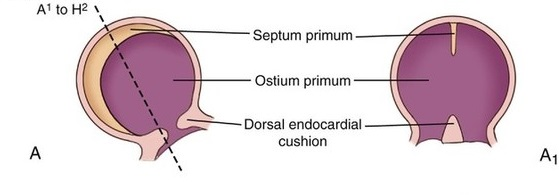 A¹ to H²
Septum primum
Ostium primum
Dorsal endocardial
cushion
A
A₁